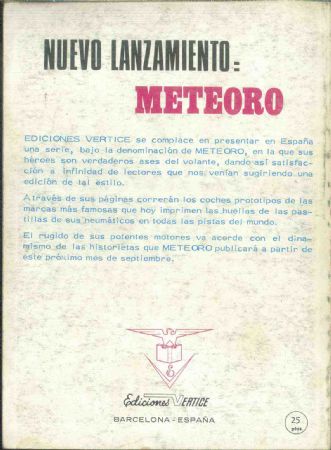 NUEVO LANZAMIENTO:
METEORO
EDICIONES VERTICE se complace en presentar en España
una serie, bajo la denominación de METEORO, en la que sus
héroes son verdaderos ases del volante, dando así satisfac-
ción a infinidad de lectores que nos venían sugiriendo una
edición de tal estilo.
A través de sus páginas correrán los coches prototipos de las
marcas más famosas que hoy imprimen las huellas de las pas-
tillas de sus neumáticos en todas las pistas del mundo.
El rugido de sus potentes motores va acorde con el dina-
mismo de las historietas que METEORO publicará a partir de
este próximo mes de septiembre.
Ediciones VERTICE
BARCELONA - ESPAÑA
25
ptas.